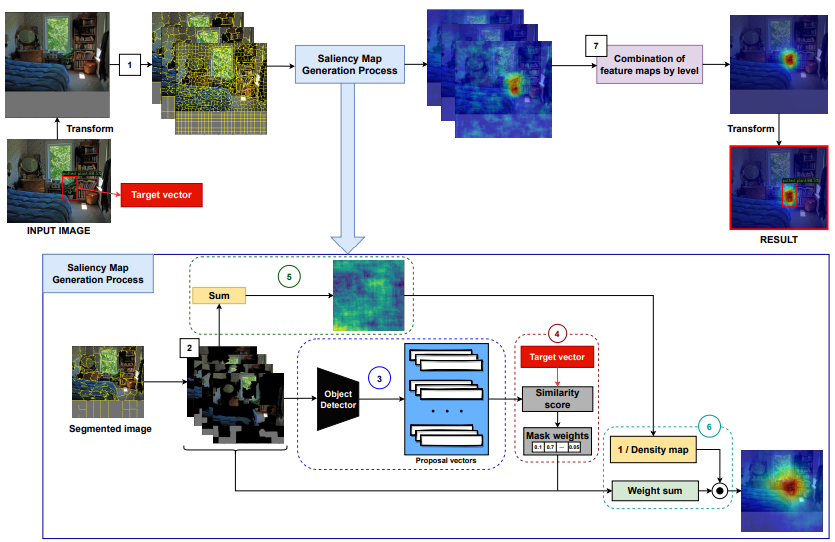 1
Saliency Map
Generation Process
7
Combination of
feature maps by level
Transform
Transform
Target vector
INPUT IMAGE
RESULT
Saliency Map
Generation Process
5
Sum
2
4
Target vector
3
Object
Detector
Similarity
score
. . .
Mask weights
0.1 0.7 ... 0.05
Segmented image
Proposal vectors
6
1 / Density map
Weight sum